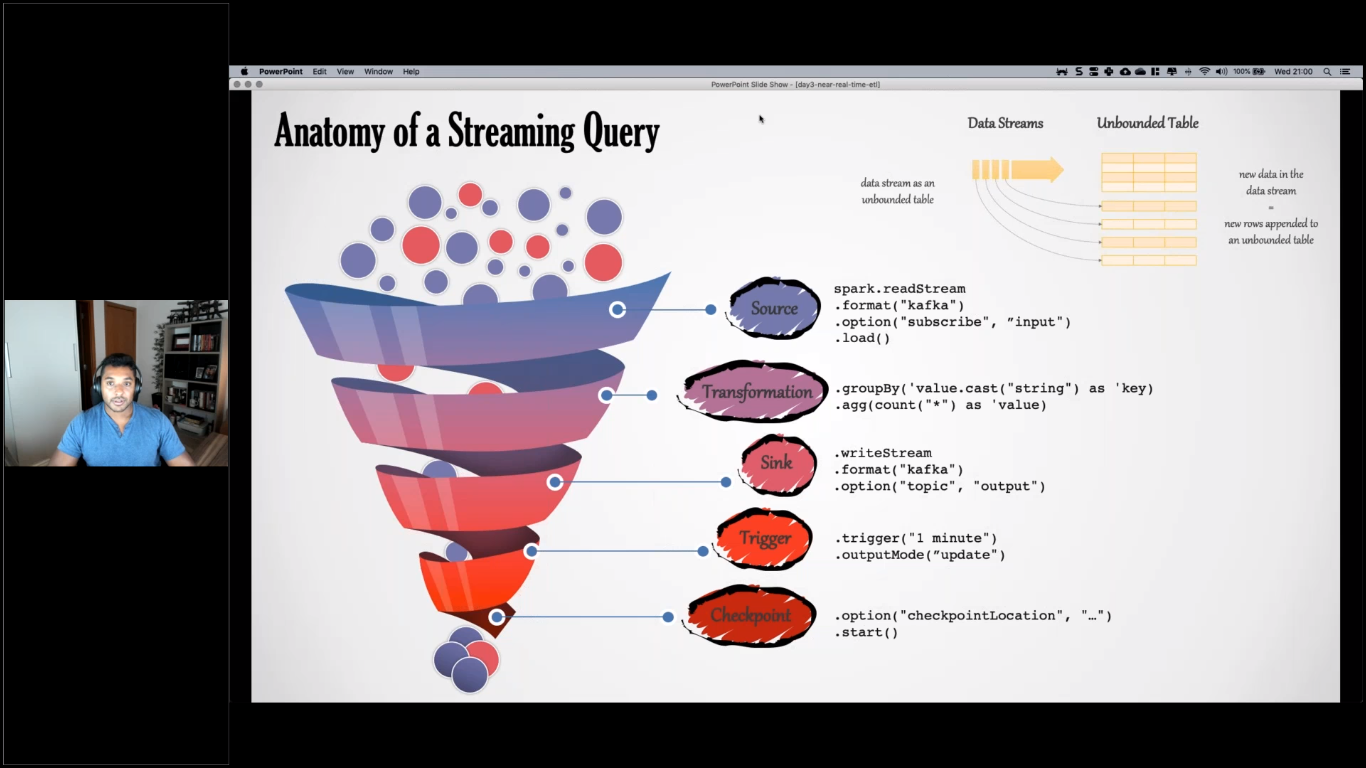 PowerPoint Edit View Window Help
100% Wed 21:00
PowerPoint Slide Show - [day3-near-real-time-etl]
Anatomy of a Streaming Query
Data Streams
Unbounded Table
data stream as an
unbounded table
new data in the
data stream
=
new rows appended to
an unbounded table
Source
spark.readStream
.format("kafka")
.option("subscribe", ”input")
.load()
Transformation
.groupBy('value.cast("string") as 'key)
.agg(count("*") as 'value)
Sink
.writeStream
.format("kafka")
.option("topic", "output")
Trigger
.trigger("1 minute")
.outputMode(”update")
Checkpoint
.option("checkpointLocation", "…")
.start()